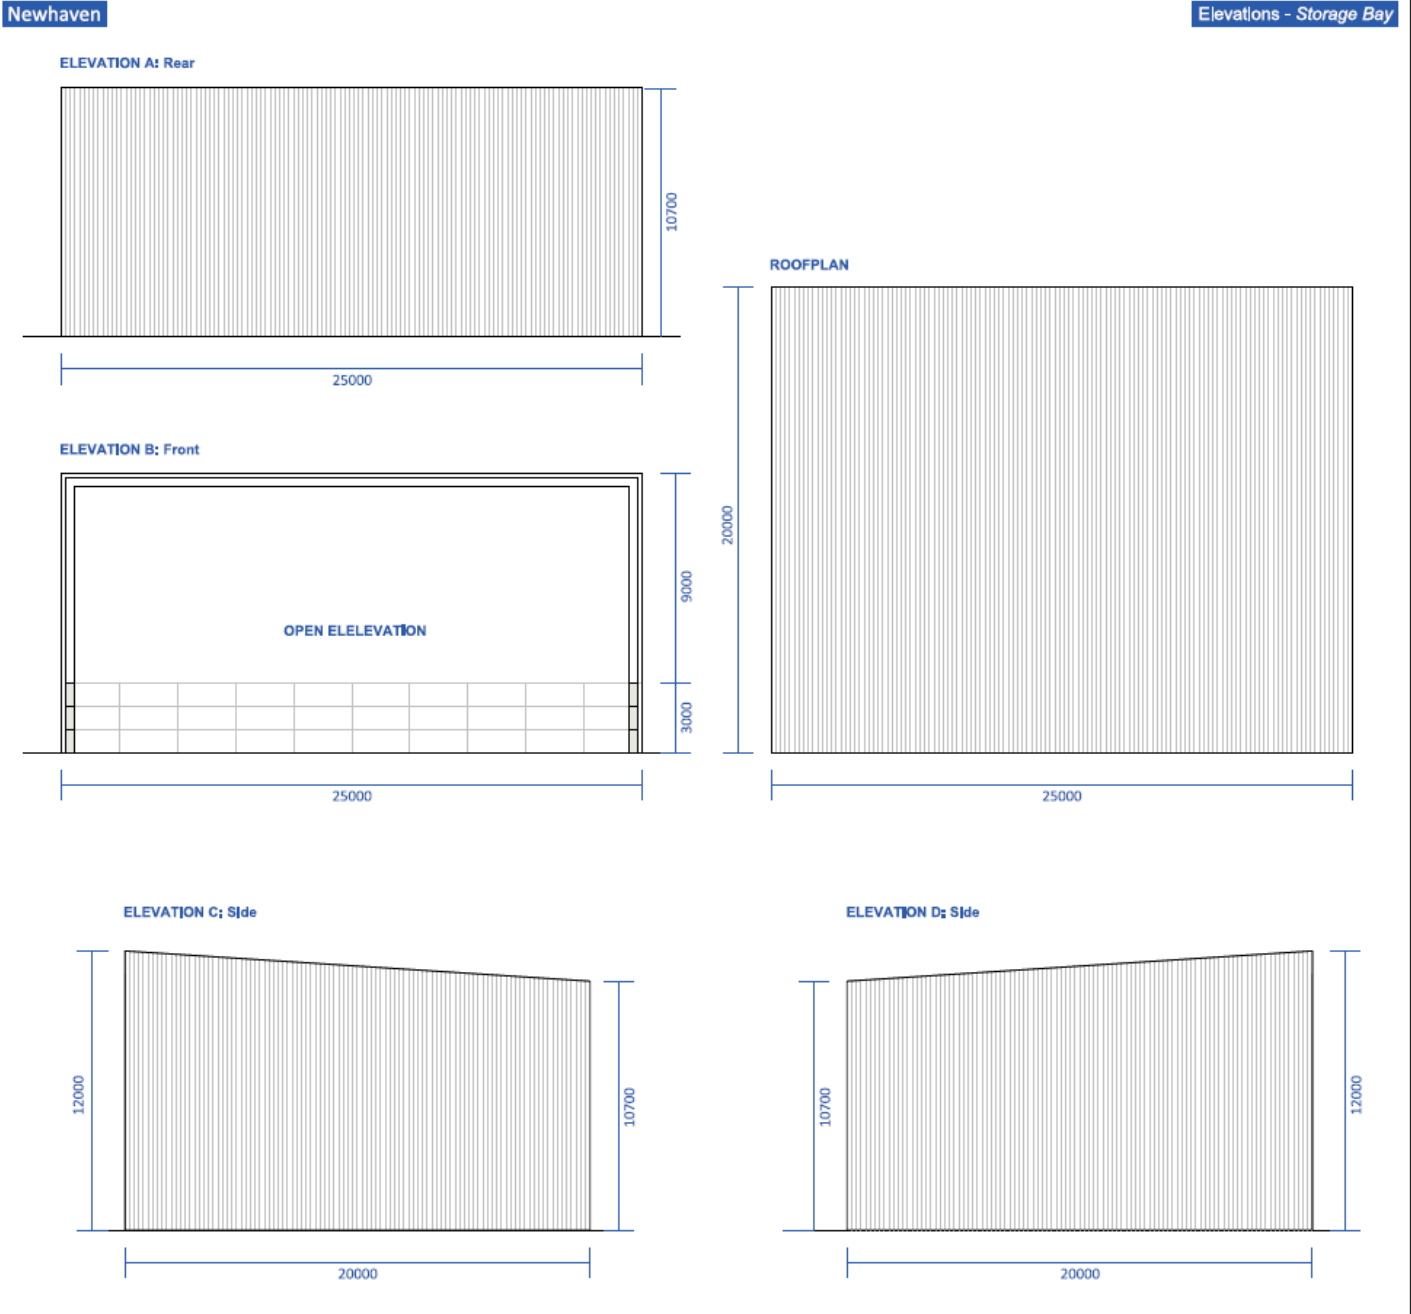 Newhaven
Elevations - Storage Bay
ELEVATION A: Rear
10700
25000
ROOFPLAN
20000
25000
ELEVATION B: Front
OPEN ELELEVATION
9000
3000
25000
ELEVATION C: Side
12000
10700
20000
ELEVATION D: Side
10700
12000
20000